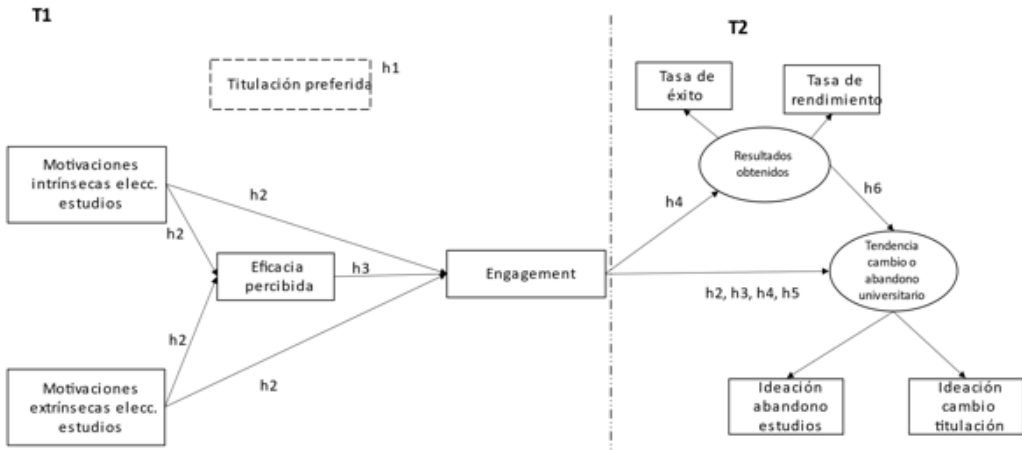 T1
T2
Titulación preferida
h1
Tasa de
éxito
Tasa de
rendimiento
Motivaciones
intrínsecas elecc.
estudios
Resultados
obtenidos
h2
h2
h4
h6
Eficacia
percibida
h3
Engagement
Tendencia
cambio o
abandono
universitario
h2, h3, h4, h5
h2
h2
Motivaciones
extrínsecas elecc.
estudios
Ideación
abandono
estudios
Ideación
cambio
titulación